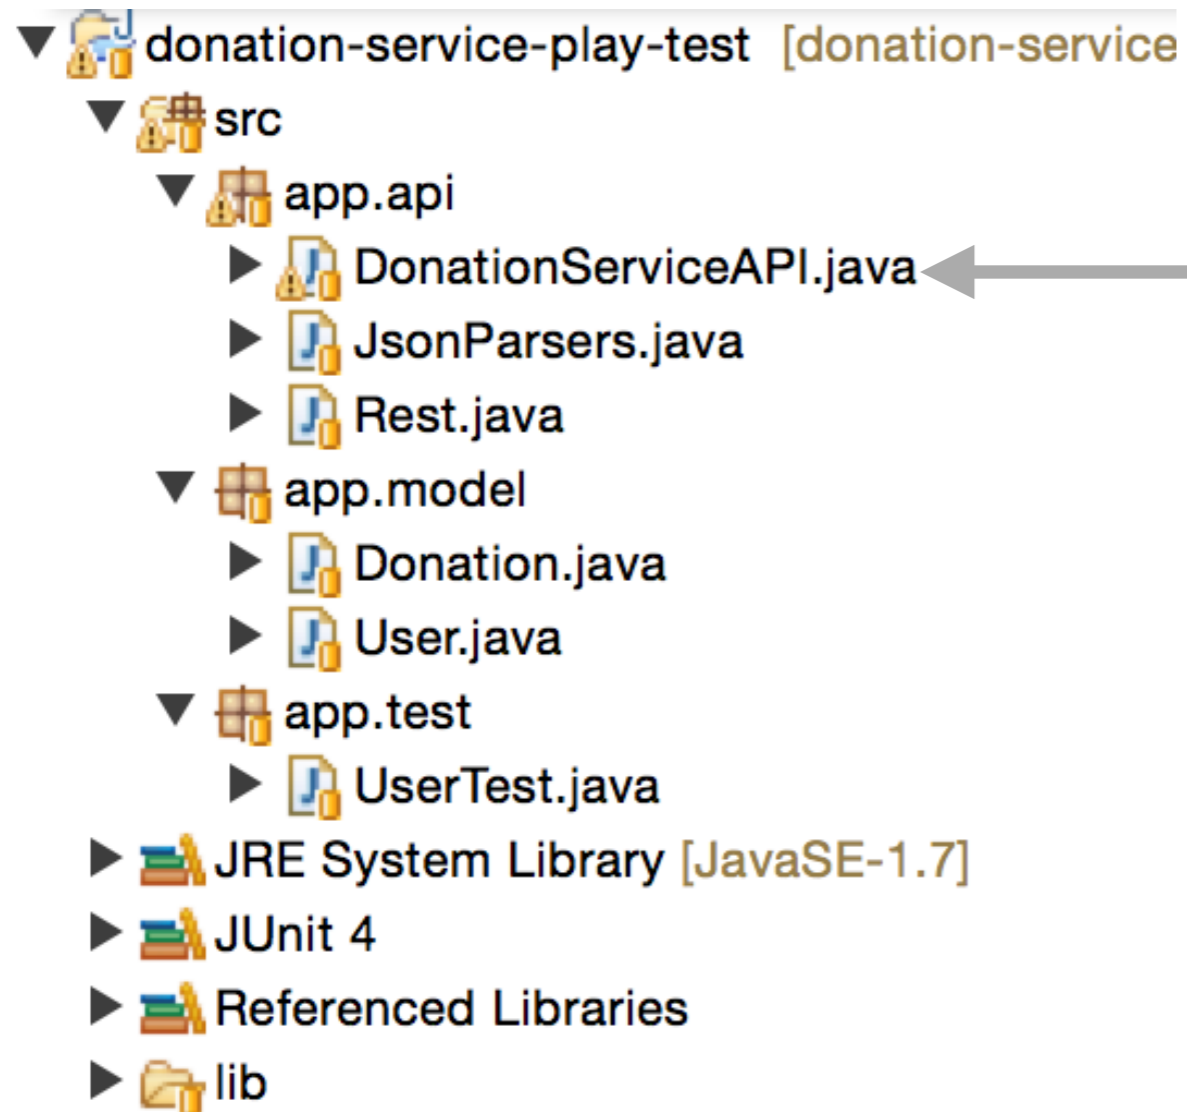 donation-service-play-test [donation-service
src
app.api
DonationServiceAPI.java
JsonParsers.java
Rest.java
app.model
Donation.java
User.java
app.test
UserTest.java
JRE System Library [JavaSE-1.7]
JUnit 4
Referenced Libraries
lib